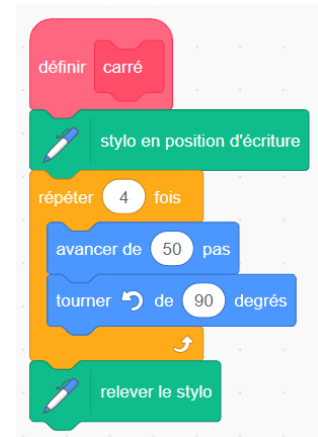 définir carré
stylo en position d'écriture
répéter 4 fois
avancer de 50 pas
tourner de 90 degrés
relever le stylo